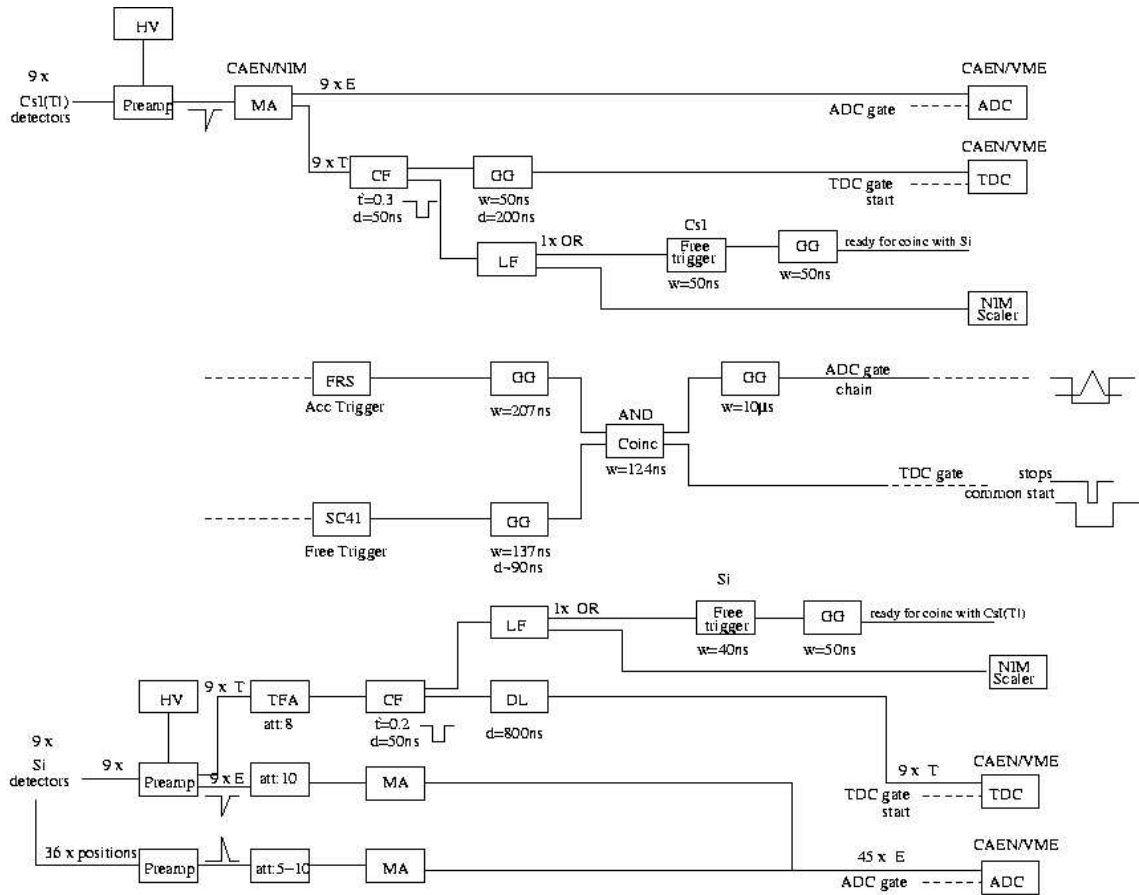 HV
9 x
CsI(Tl)
detectors
Preamp
CAEN/NIM
MA
9 x E
CAEN/VME
ADC gate
ADC
9 x T
CF
t=0.3
d=50ns
GG
w=50ns
d=200ns
CAEN/VME
TDC gate
start
TDC
LF
1x OR
CsI
Free
trigger
w=50ns
GG
w=50ns
ready for coinc with Si
NIM
Scaler
FRS
Acc Trigger
GG
w=207ns
AND
Coinc
w=124ns
GG
w=10µs
ADC gate
chain
TDC gate
stops
common start
SC41
Free Trigger
GG
w=137ns
d~90ns
LF
1x OR
Si
Free
trigger
w=40ns
GG
w=50ns
ready for coinc with CsI(Tl)
NIM
Scaler
HV
9 x T
TFA
att:8
CF
t=0.2
d=50ns
DL
d=800ns
9 x
Si
detectors
9 x
Preamp
9 x E
att:10
MA
9 x T
CAEN/VME
TDC gate
start
TDC
36 x positions
Preamp
att:5-10
MA
45 x E
CAEN/VME
ADC gate
ADC